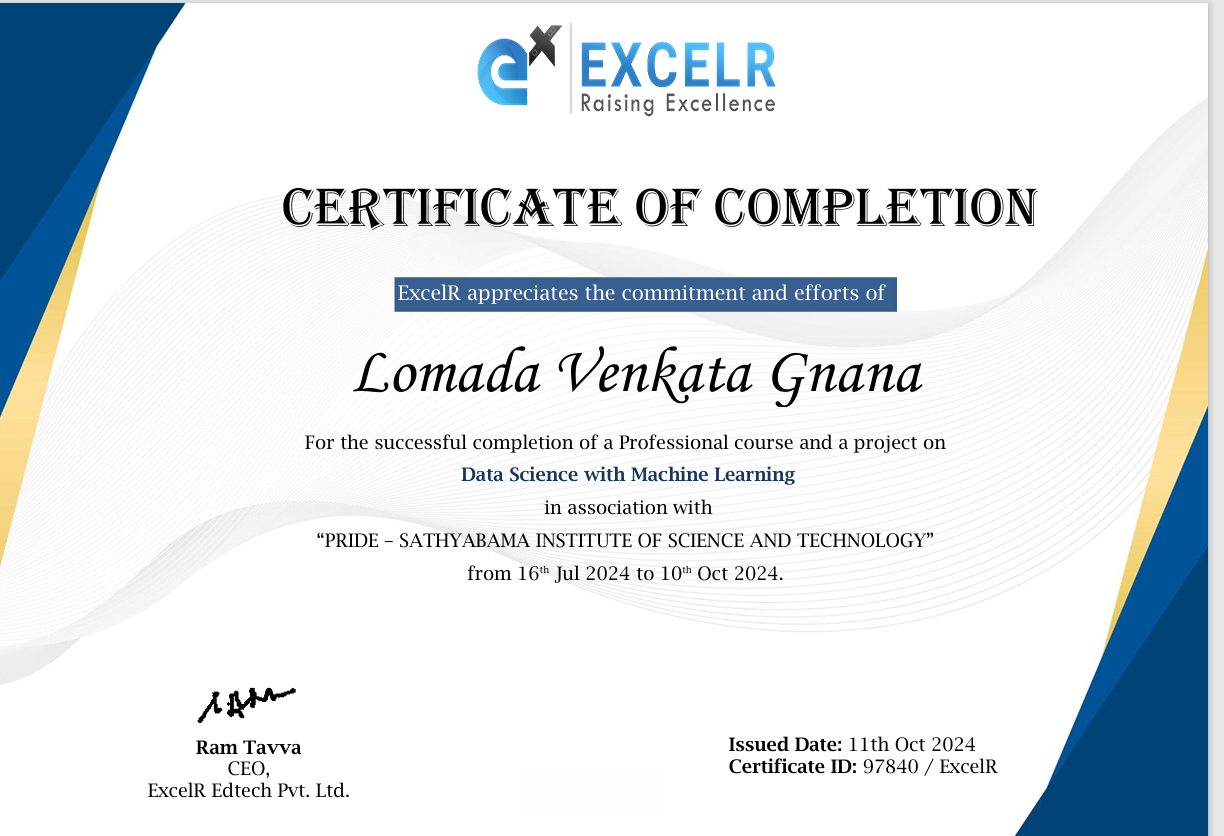 ex
EXCELR
Raising Excellence
CERTIFICATE OF COMPLETION
ExcelR appreciates the commitment and efforts of
Lomada Venkata Gnana
For the successful completion of a Professional course and a project on
Data Science with Machine Learning
in association with
“PRIDE – SATHYABAMA INSTITUTE OF SCIENCE AND TECHNOLOGY”
from 16th Jul 2024 to 10th Oct 2024.
Ram Tavva
CEO,
ExcelR Edtech Pvt. Ltd.
Issued Date: 11th Oct 2024
Certificate ID: 97840 / ExcelR